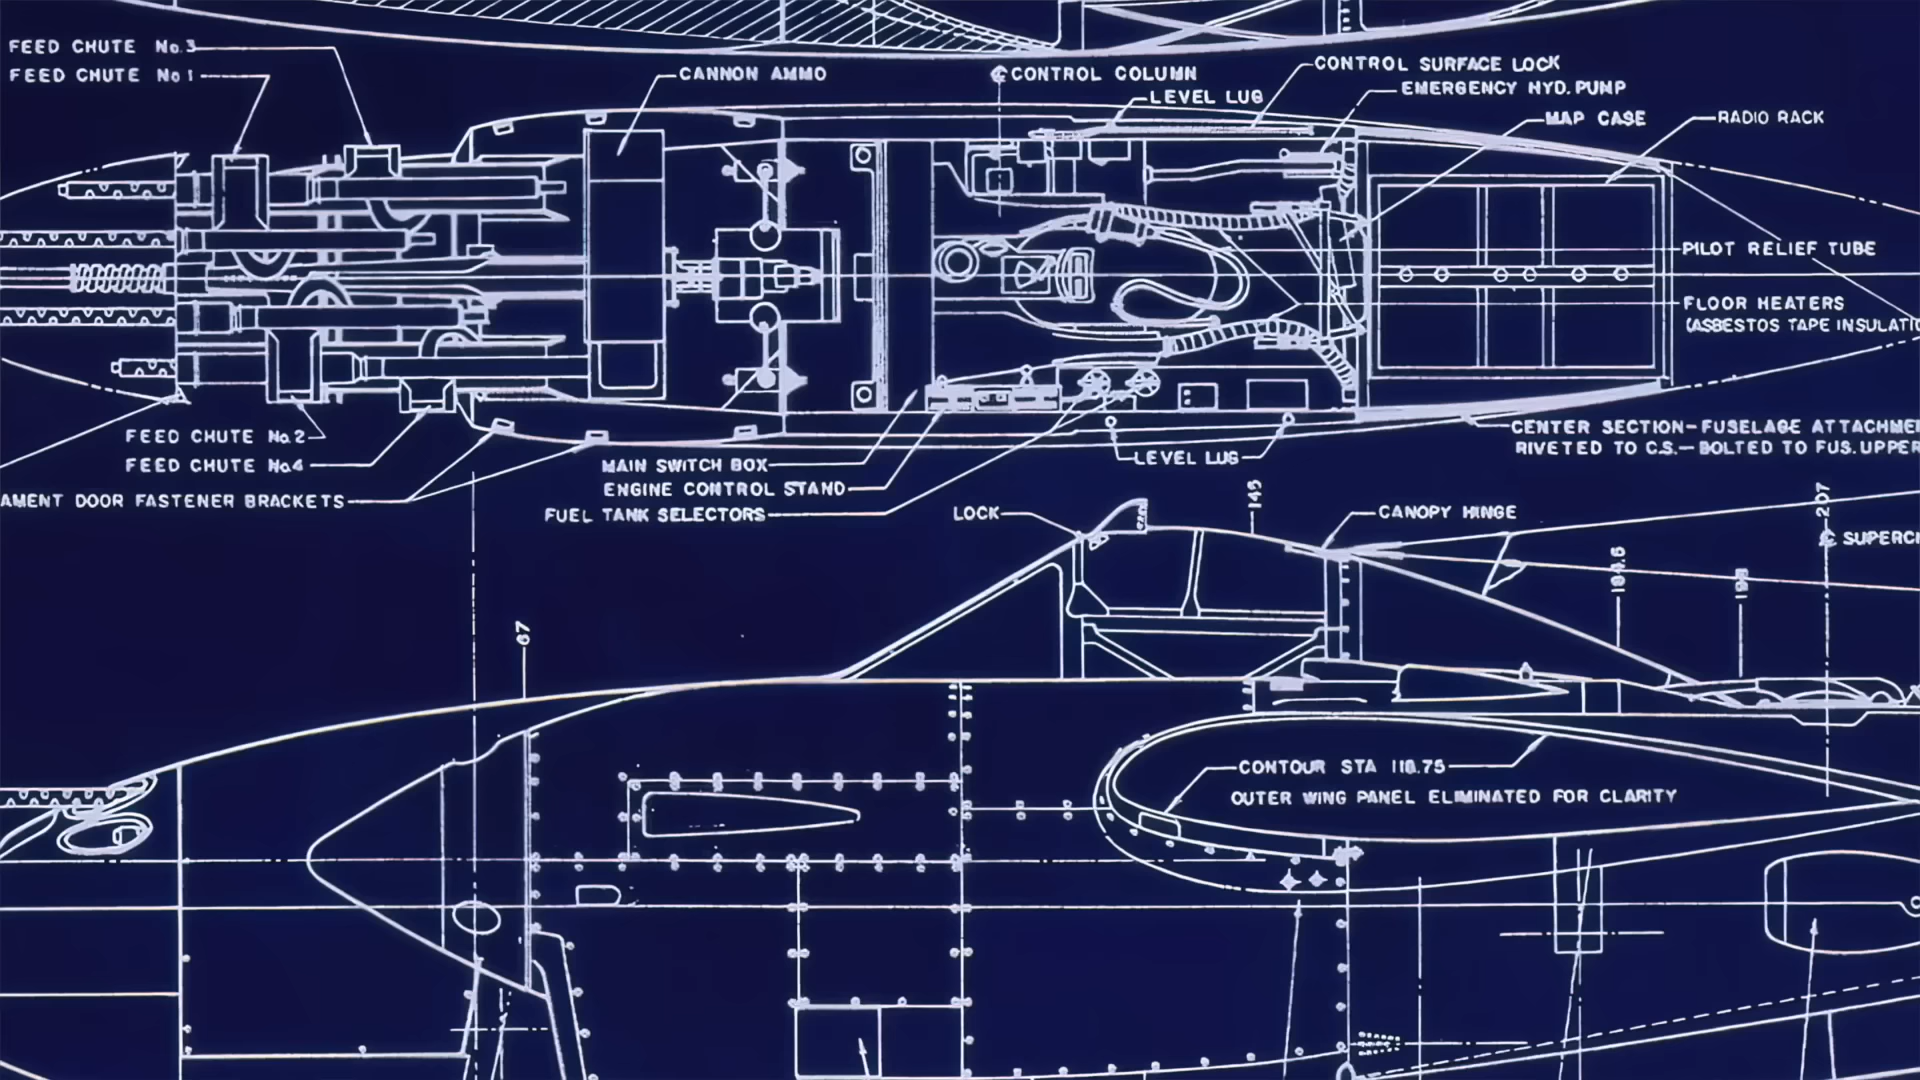 FEED CHUTE No.3
FEED CHUTE No 1
CANNON AMMO
CONTROL COLUMN
LEVEL LUG
CONTROL SURFACE LOCK
EMERGENCY HYD. PUMP
MAP CASE
RADIO RACK
PILOT RELIEF TUBE
FLOOR HEATERS
(ASBESTOS TAPE INSULATIO
FEED CHUTE No.2
FEED CHUTE No.4
AMENT DOOR FASTENER BRACKETS
MAIN SWITCH BOX
ENGINE CONTROL STAND
FUEL TANK SELECTORS
LEVEL LUG
CENTER SECTION-FUSELAGE ATTACHME
RIVETED TO C.S.-BOLTED TO FUS. UPPER
LOCK
145
CANOPY HINGE
207
℄ SUPERCH
184.6
198
67
CONTOUR STA 118.75
OUTER WING PANEL ELIMINATED FOR CLARITY